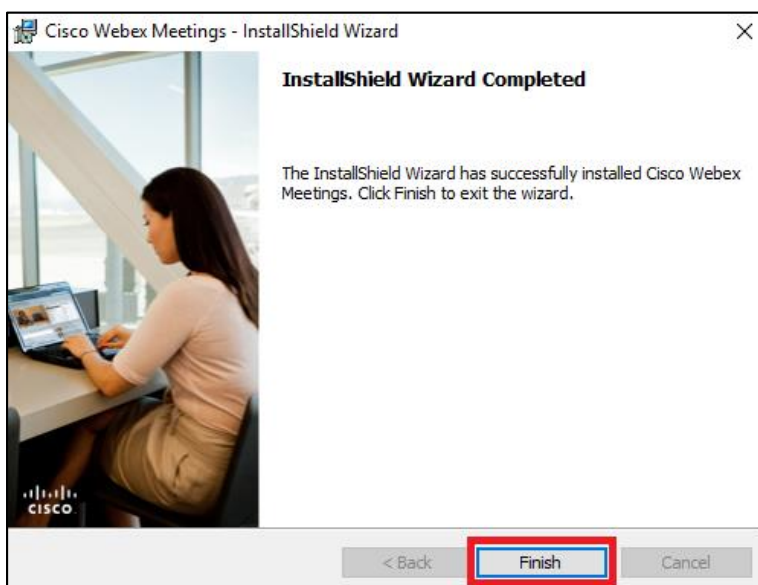 Cisco Webex Meetings - InstallShield Wizard
InstallShield Wizard Completed
The InstallShield Wizard has successfully installed Cisco Webex
Meetings. Click Finish to exit the wizard.
CISCO
< Back
Finish
Cancel